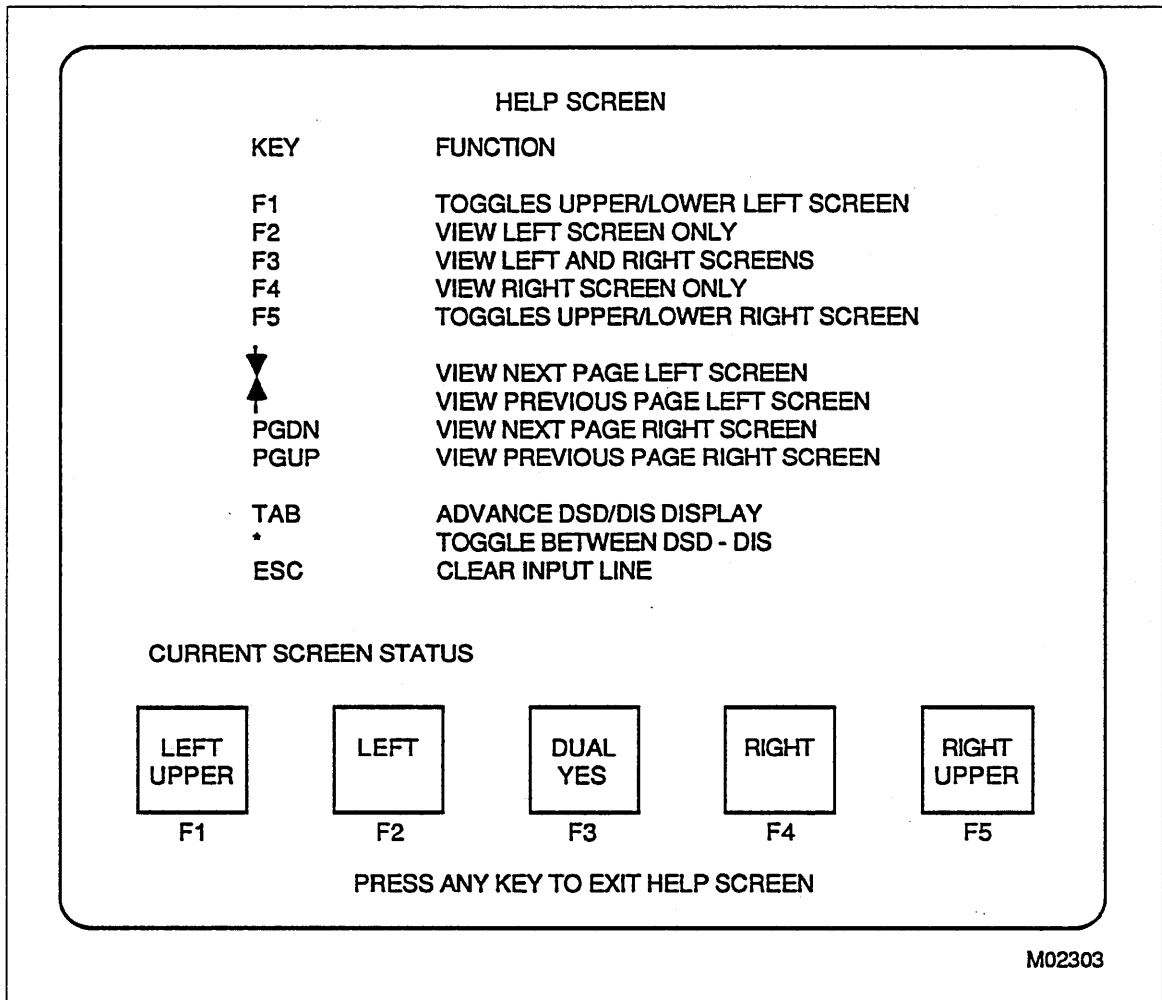 HELP SCREEN
KEY FUNCTION
F1 TOGGLES UPPER/LOWER LEFT SCREEN
F2 VIEW LEFT SCREEN ONLY
F3 VIEW LEFT AND RIGHT SCREENS
F4 VIEW RIGHT SCREEN ONLY
F5 TOGGLES UPPER/LOWER RIGHT SCREEN
↓ VIEW NEXT PAGE LEFT SCREEN
↑ VIEW PREVIOUS PAGE LEFT SCREEN
PGDN VIEW NEXT PAGE RIGHT SCREEN
PGUP VIEW PREVIOUS PAGE RIGHT SCREEN
TAB ADVANCE DSD/DIS DISPLAY
* TOGGLE BETWEEN DSD - DIS
ESC CLEAR INPUT LINE
CURRENT SCREEN STATUS
LEFT UPPER
F1
LEFT
F2
DUAL YES
F3
RIGHT
F4
RIGHT UPPER
F5
PRESS ANY KEY TO EXIT HELP SCREEN
M02303